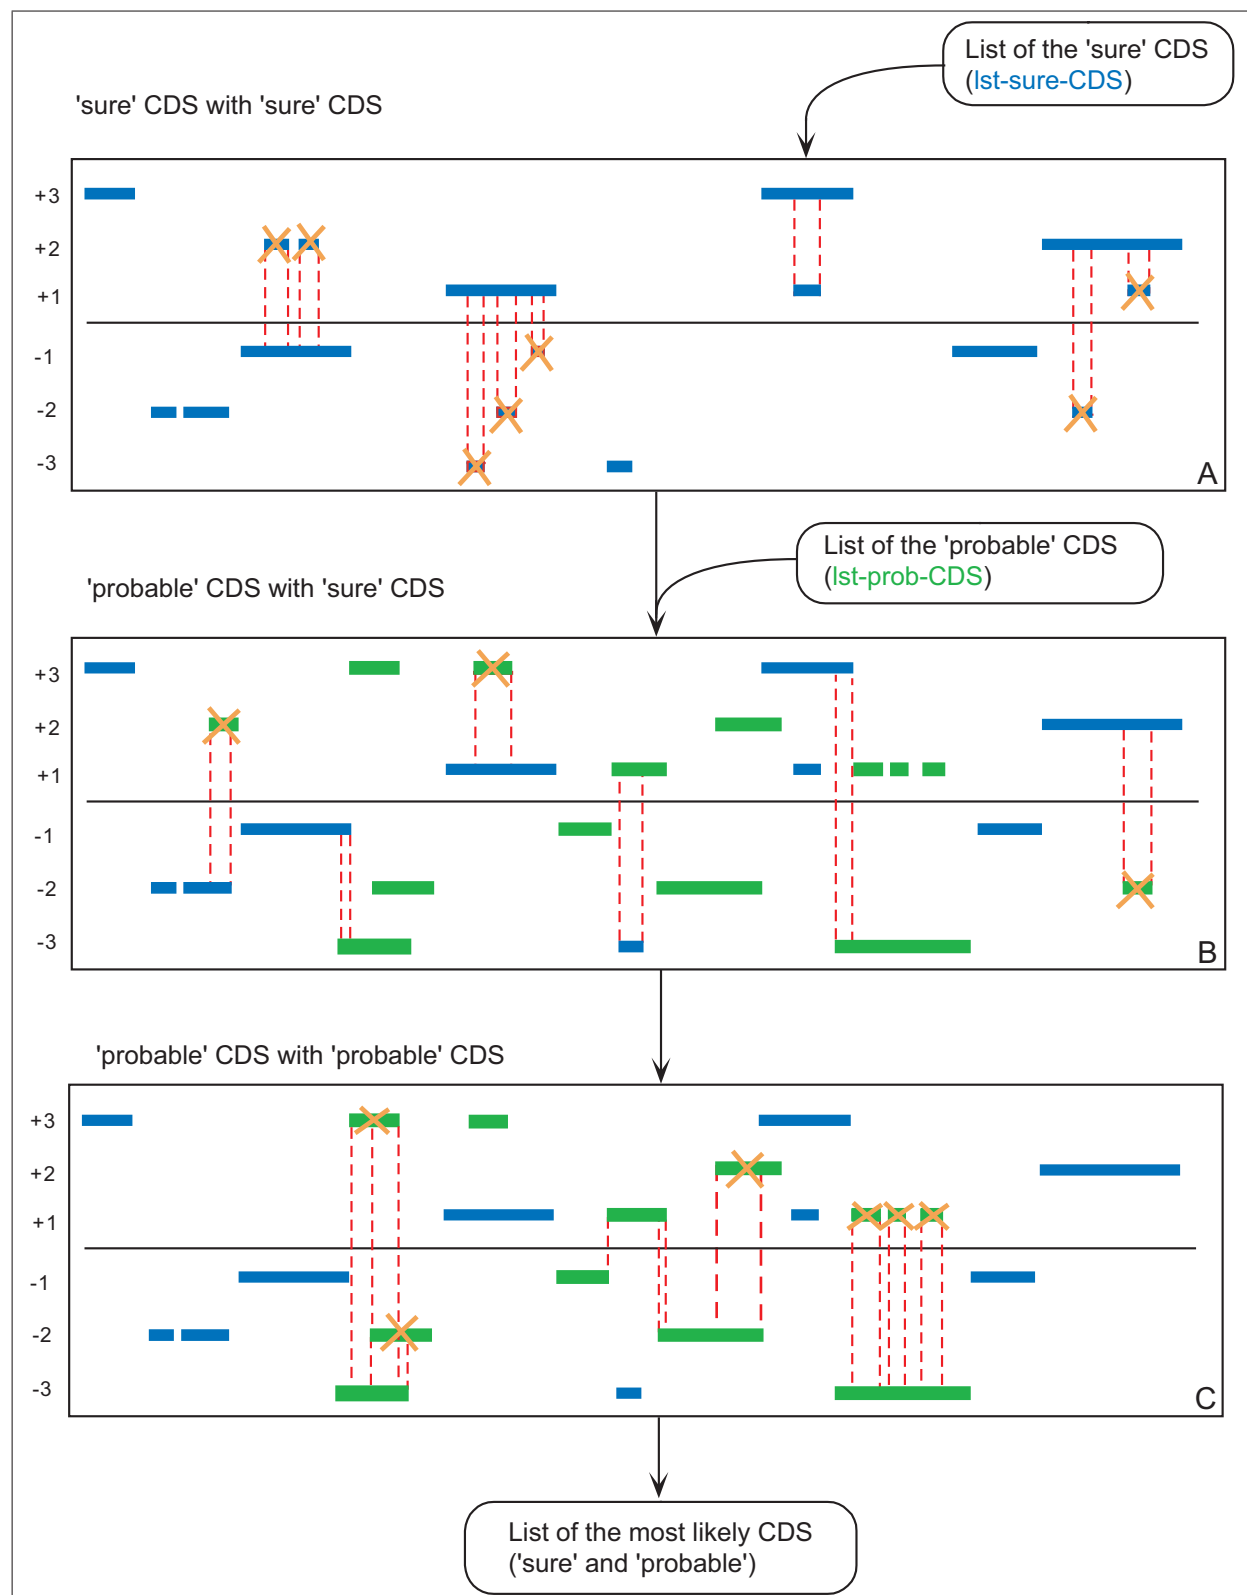 List of the 'sure' CDS
(lst-sure-CDS)
'sure' CDS with 'sure' CDS
+3
+2
+1
-1
-2
-3
A
List of the 'probable' CDS
(lst-prob-CDS)
'probable' CDS with 'sure' CDS
+3
+2
+1
-1
-2
-3
B
'probable' CDS with 'probable' CDS
+3
+2
+1
-1
-2
-3
C
List of the most likely CDS
('sure' and 'probable')